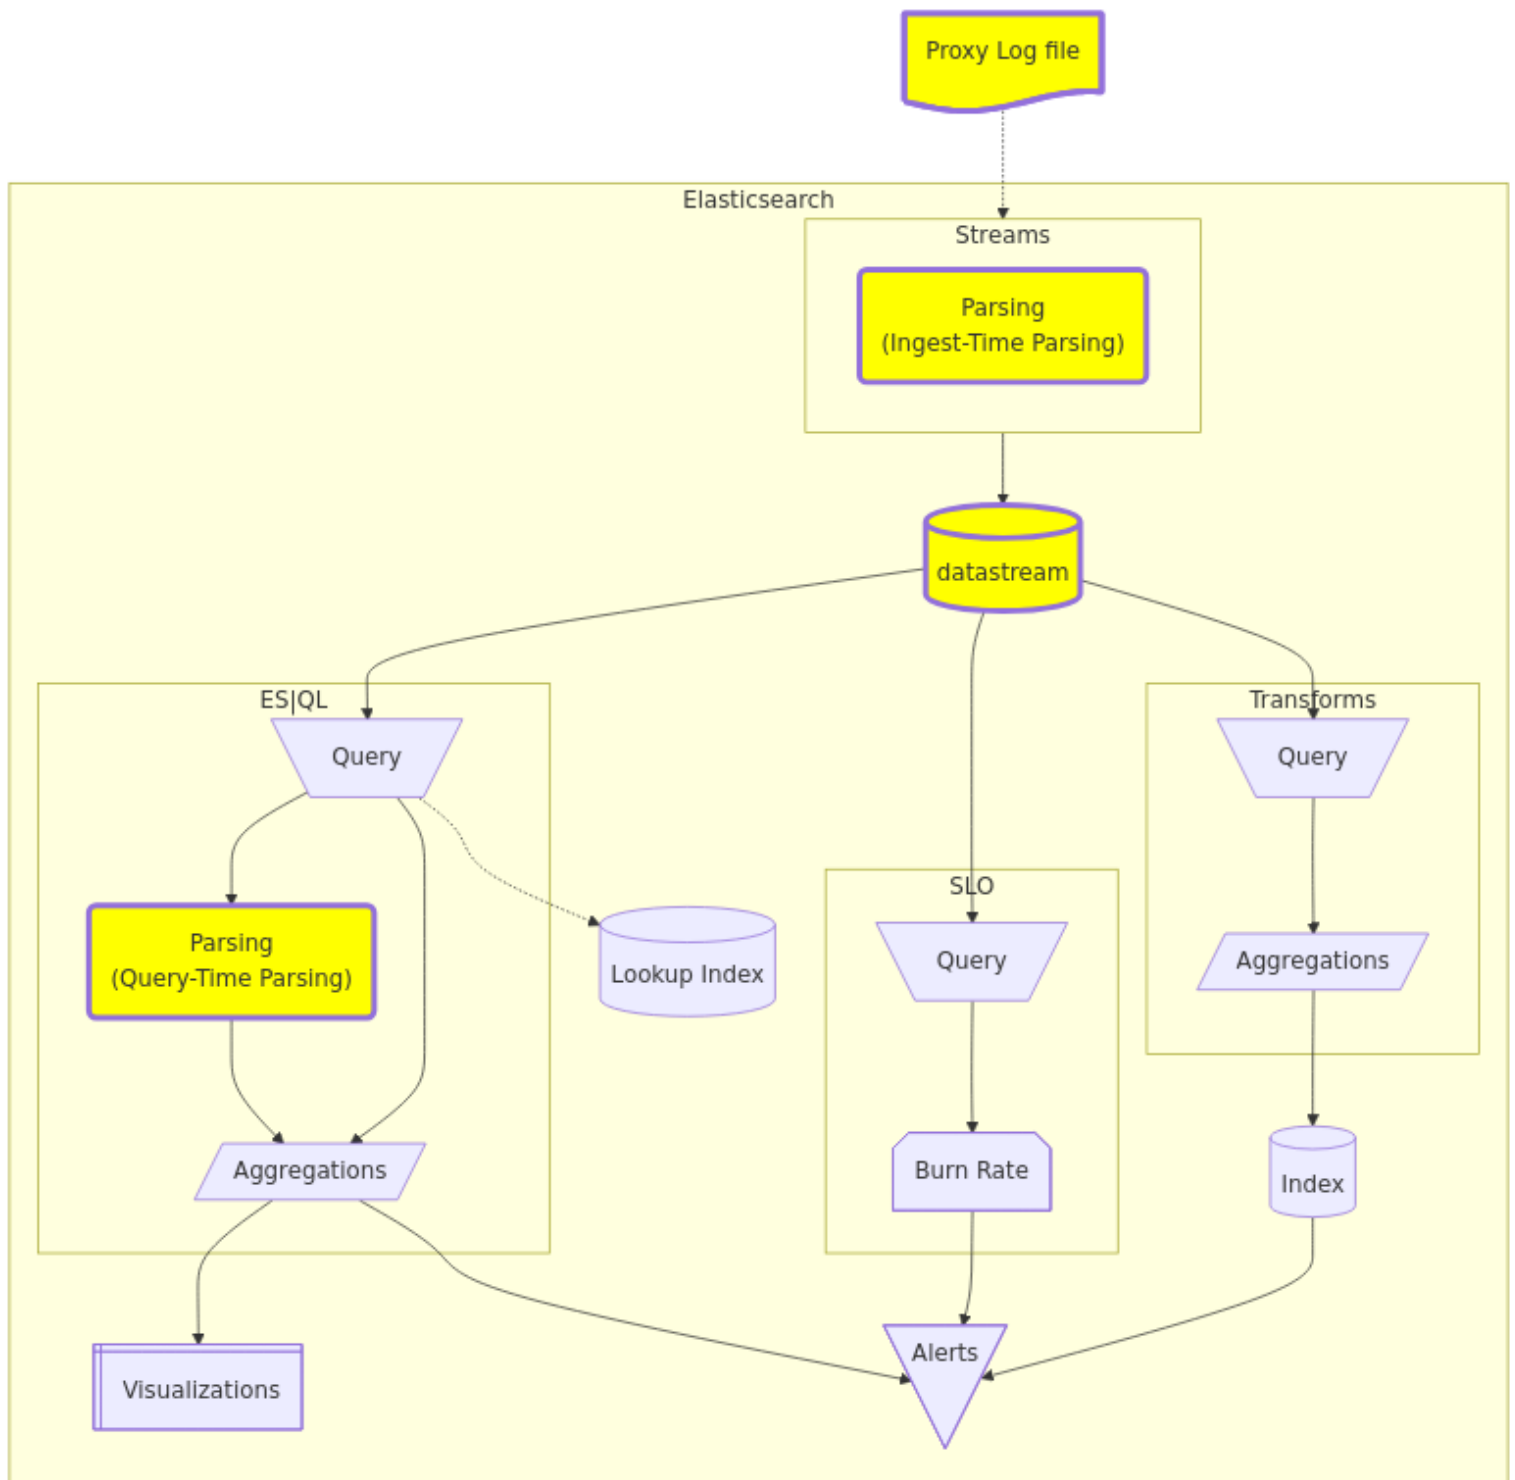 Proxy Log file
Elasticsearch
Streams
Parsing
(Ingest-Time Parsing)
datastream
ES|QL
Query
Transforms
Query
SLO
Parsing
(Query-Time Parsing)
Lookup Index
Query
Aggregations
Aggregations
Burn Rate
Index
Alerts
Visualizations